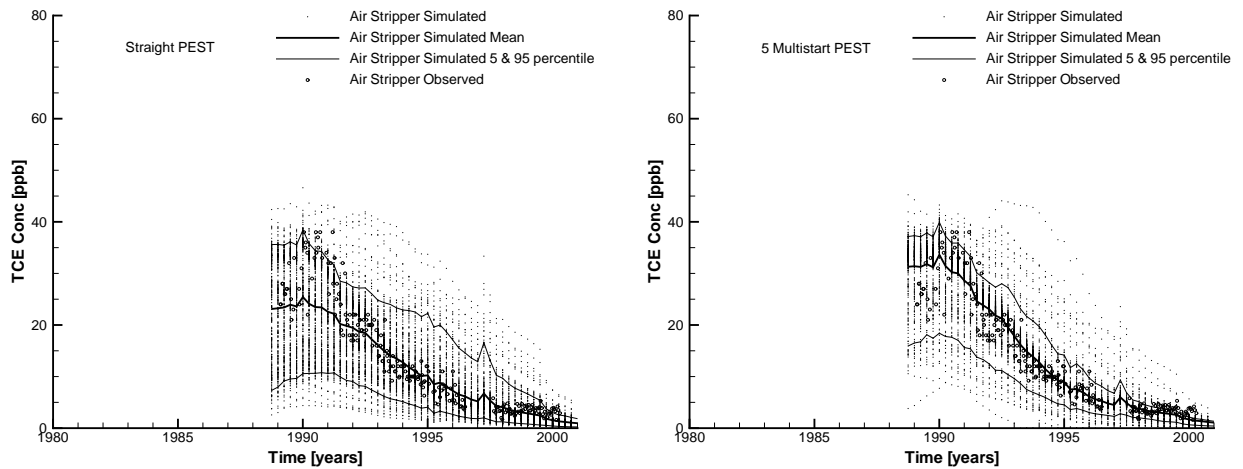 Straight PEST
Air Stripper Simulated
Air Stripper Simulated Mean
Air Stripper Simulated 5 & 95 percentile
Air Stripper Observed
TCE Conc [ppb]
80
60
40
20
0
1980
1985
1990
1995
2000
Time [years]
5 Multistart PEST
Air Stripper Simulated
Air Stripper Simulated Mean
Air Stripper Simulated 5 & 95 percentile
Air Stripper Observed
TCE Conc [ppb]
80
60
40
20
0
1980
1985
1990
1995
2000
Time [years]